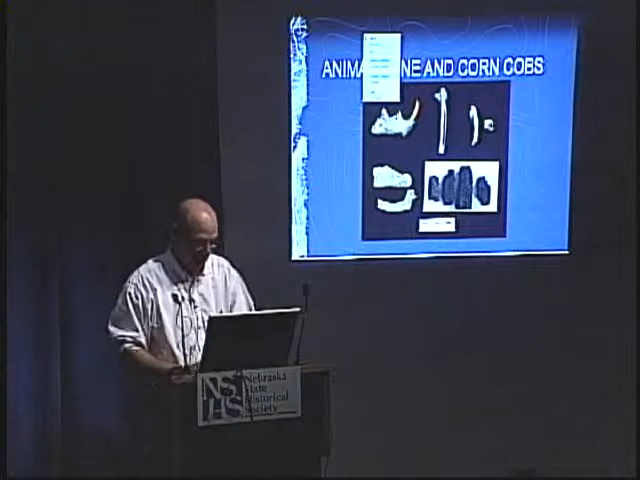 ANIMA NE AND CORN COBS
NS
HS
Nebraska
State
Historical
Society